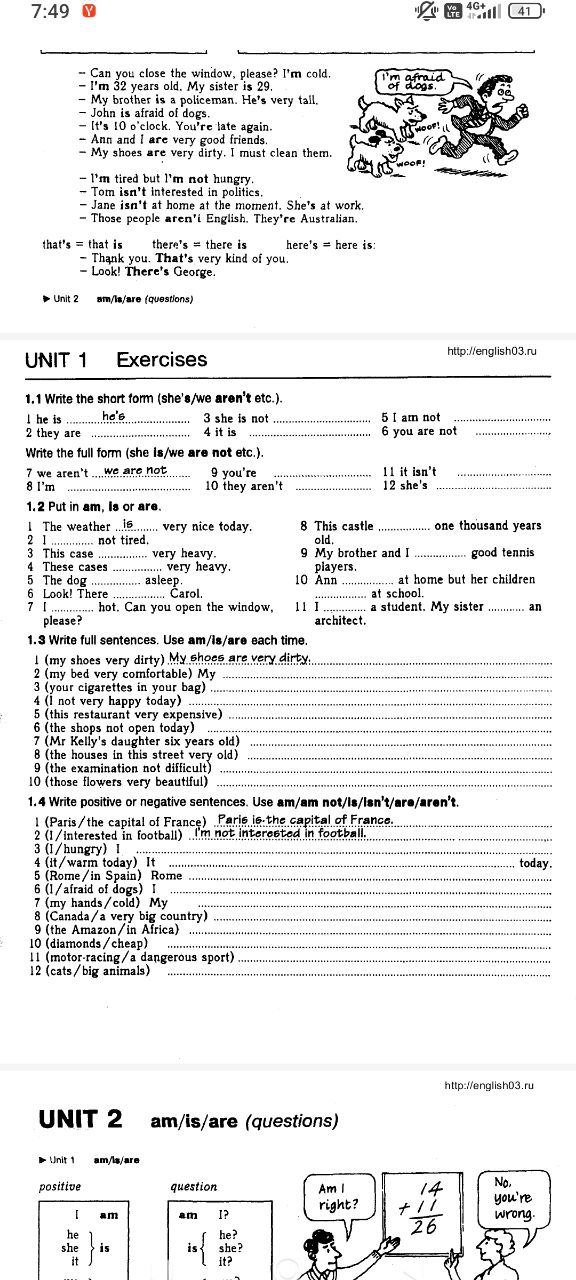 7:49 Y Vo LTE 4G+ 41
– Can you close the window, please? I'm cold.
– I'm 32 years old. My sister is 29.
– My brother is a policeman. He's very tall.
– John is afraid of dogs.
– It's 10 o'clock. You're late again.
– Ann and I are very good friends.
– My shoes are very dirty. I must clean them.
I'm afraid
of dogs.
WOOF!
WOOF!
– I'm tired but I'm not hungry.
– Tom isn't interested in politics.
– Jane isn't at home at the moment. She's at work.
– Those people aren't English. They're Australian.
that's = that is there's = there is here's = here is:
– Thank you. That's very kind of you.
– Look! There's George.
▶ Unit 2 am/is/are (questions)
UNIT 1 Exercises http://english03.ru
1.1 Write the short form (she's/we aren't etc.).
1 he is ....he's.... 3 she is not ........ 5 I am not ........
2 they are ........ 4 it is ........ 6 you are not ........
Write the full form (she is/we are not etc.).
7 we aren't ...we are not... 9 you're ........ 11 it isn't ........
8 I'm ........ 10 they aren't ........ 12 she's ........
1.2 Put in am, is or are.
1 The weather ...is... very nice today.
2 I ........ not tired.
3 This case ........ very heavy.
4 These cases ........ very heavy.
5 The dog ........ asleep.
6 Look! There ........ Carol.
7 I ........ hot. Can you open the window,
please?
8 This castle ........ one thousand years
old.
9 My brother and I ........ good tennis
players.
10 Ann ........ at home but her children
........ at school.
11 I ........ a student. My sister ........ an
architect.
1.3 Write full sentences. Use am/is/are each time.
1 (my shoes very dirty) My shoes are very dirty.
2 (my bed very comfortable) My ........
3 (your cigarettes in your bag) ........
4 (I not very happy today) ........
5 (this restaurant very expensive) ........
6 (the shops not open today) ........
7 (Mr Kelly's daughter six years old) ........
8 (the houses in this street very old) ........
9 (the examination not difficult) ........
10 (those flowers very beautiful) ........
1.4 Write positive or negative sentences. Use am/am not/is/isn't/are/aren't.
1 (Paris/the capital of France) Paris is the capital of France.
2 (I/interested in football) I'm not interested in football.
3 (I/hungry) I ........
4 (it/warm today) It ........ today.
5 (Rome/in Spain) Rome ........
6 (I/afraid of dogs) I ........
7 (my hands/cold) My ........
8 (Canada/a very big country) ........
9 (the Amazon/in Africa) ........
10 (diamonds/cheap) ........
11 (motor-racing/a dangerous sport) ........
12 (cats/big animals) ........
http://english03.ru
UNIT 2 am/is/are (questions)
▶ Unit 1 am/is/are
positive question
I am
he
she is
it
am I?
he?
is she?
it?
Am I
right?
14
+ 11
26
No,
you're
wrong.